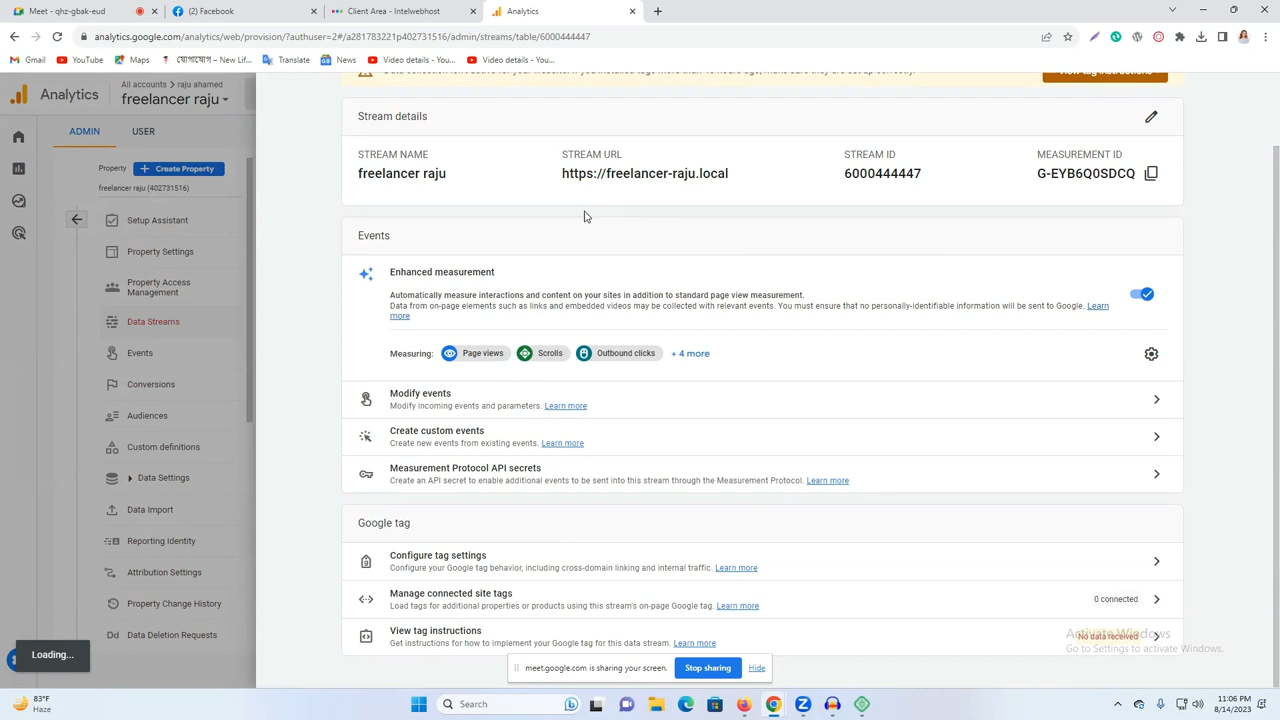 Meet - qhz-gbak-eud
(2) Facebook
Client Area - Intelwebhost
Analytics
analytics.google.com/analytics/web/provision/?authuser=2#/a281783221p402731516/admin/streams/table/6000444447
Gmail
YouTube
Maps
যোগাযোগ – New Lif...
Translate
News
Video details - You...
Video details - You...
Analytics
All accounts > raju ahamed
freelancer raju
View tag instructions
ADMIN
USER
Property
Create Property
freelancer raju (402731516)
Setup Assistant
Property Settings
Property Access
Management
Data Streams
Events
Conversions
Audiences
Custom definitions
Data Settings
Data Import
Reporting Identity
Attribution Settings
Property Change History
Dd Data Deletion Requests
Loading...
Stream details
STREAM NAME
freelancer raju
STREAM URL
https://freelancer-raju.local
STREAM ID
6000444447
MEASUREMENT ID
G-EYB6Q0SDCQ
Events
Enhanced measurement
Automatically measure interactions and content on your sites in addition to standard page view measurement.
Data from on-page elements such as links and embedded videos may be collected with relevant events. You must ensure that no personally-identifiable information will be sent to Google. Learn
more
Measuring: Page views Scrolls Outbound clicks + 4 more
Modify events
Modify incoming events and parameters. Learn more
Create custom events
Create new events from existing events. Learn more
Measurement Protocol API secrets
Create an API secret to enable additional events to be sent into this stream through the Measurement Protocol. Learn more
Google tag
Configure tag settings
Configure your Google tag behavior, including cross-domain linking and internal traffic. Learn more
Manage connected site tags
Load tags for additional properties or products using this stream's on-page Google tag. Learn more
0 connected
View tag instructions
Get instructions for how to implement your Google tag for this data stream. Learn more
No data received
Activate Windows
Go to Settings to activate Windows.
meet.google.com is sharing your screen.
Stop sharing
Hide
83°F
Haze
Search
11:06 PM
8/14/2023